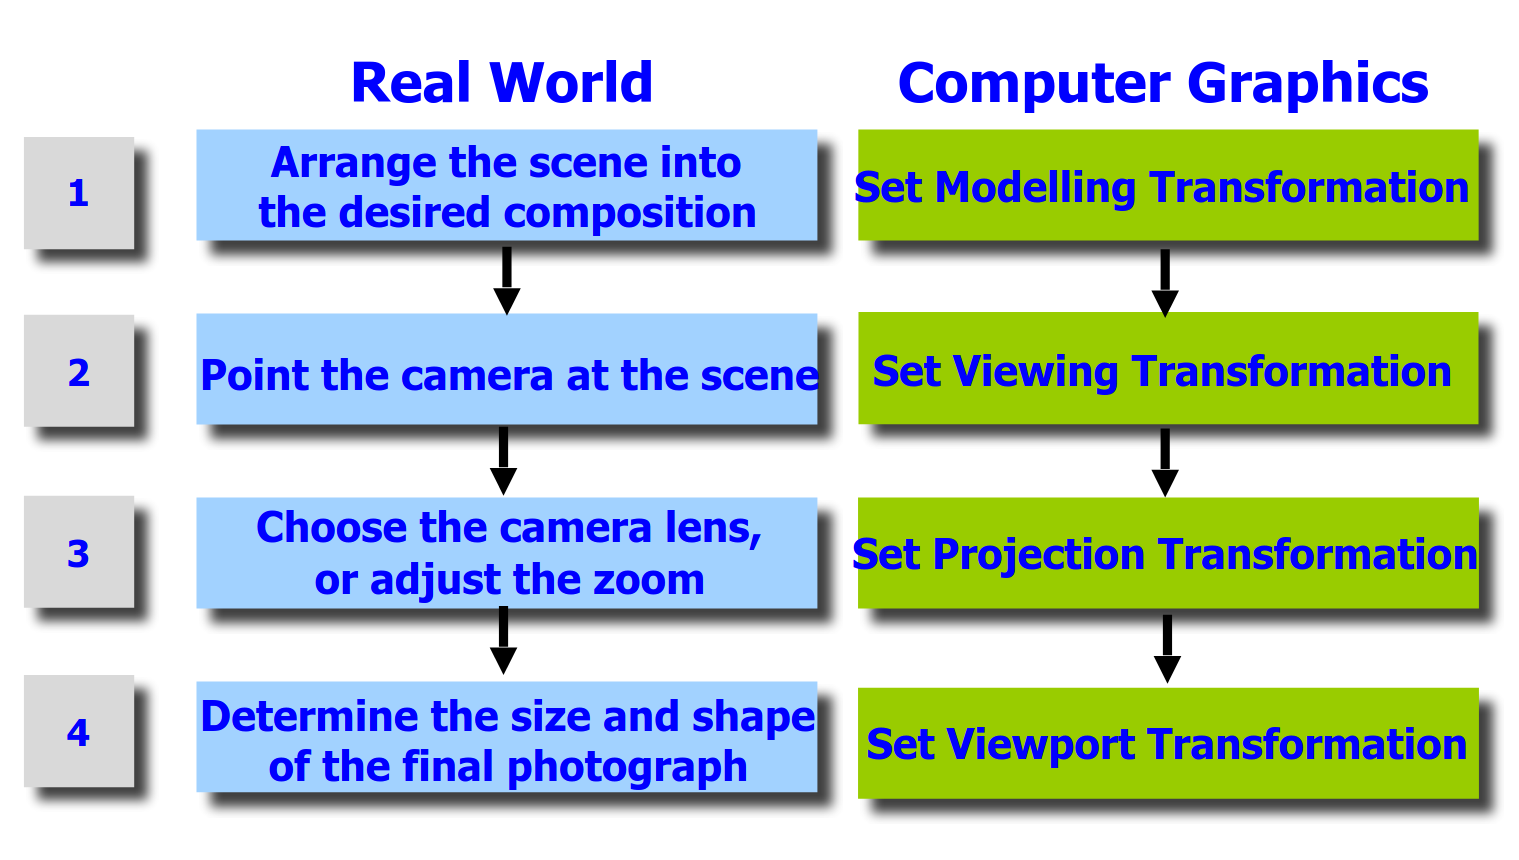 Real World
Computer Graphics
1
Arrange the scene into
the desired composition
Set Modelling Transformation
2
Point the camera at the scene
Set Viewing Transformation
3
Choose the camera lens,
or adjust the zoom
Set Projection Transformation
4
Determine the size and shape
of the final photograph
Set Viewport Transformation